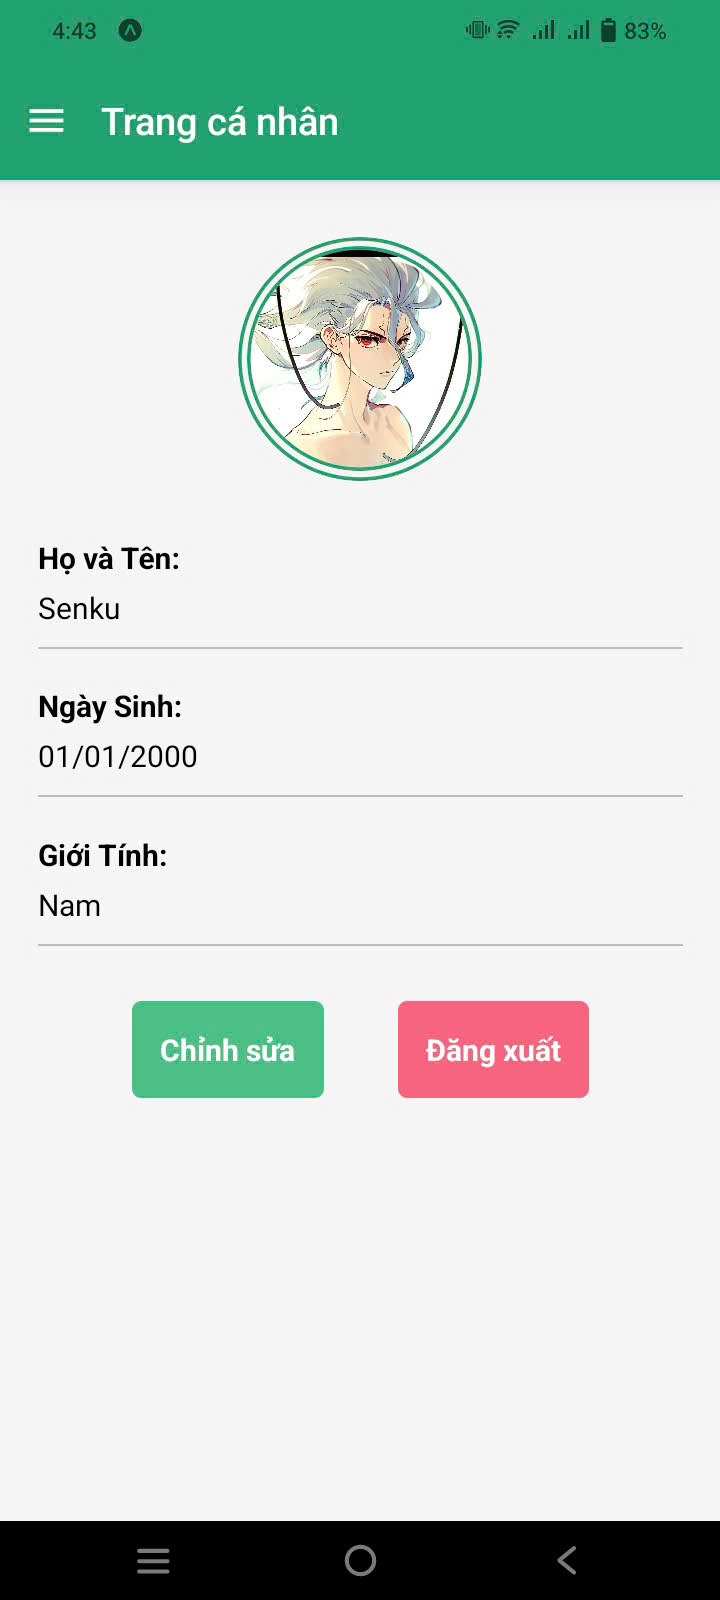 4:43 83%
Trang cá nhân
Họ và Tên:
Senku
Ngày Sinh:
01/01/2000
Giới Tính:
Nam
Chỉnh sửa Đăng xuất